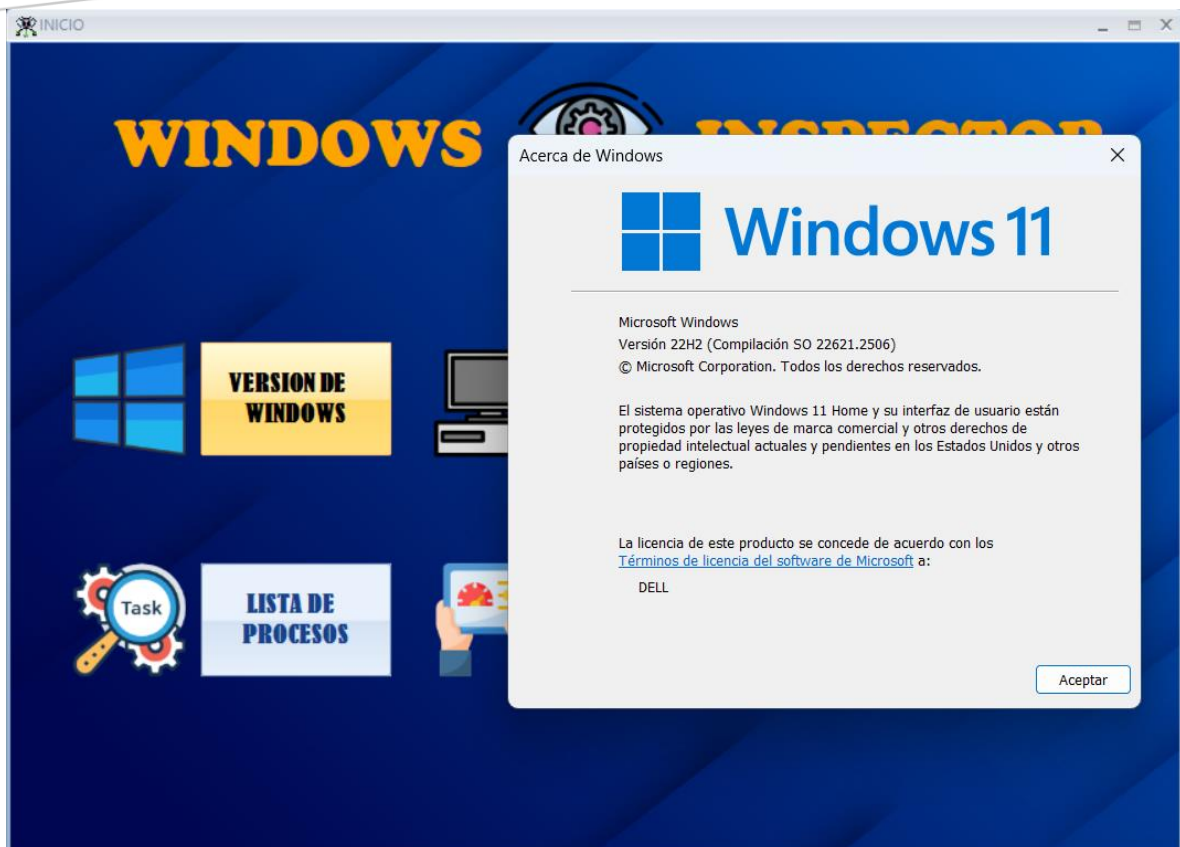 INICIO
WINDOWS INSPECTOR
Acerca de Windows
Windows 11
Microsoft Windows
Versión 22H2 (Compilación SO 22621.2506)
© Microsoft Corporation. Todos los derechos reservados.
El sistema operativo Windows 11 Home y su interfaz de usuario están
protegidos por las leyes de marca comercial y otros derechos de
propiedad intelectual actuales y pendientes en los Estados Unidos y otros
países o regiones.
La licencia de este producto se concede de acuerdo con los
Términos de licencia del software de Microsoft a:
DELL
Aceptar
VERSION DE
WINDOWS
Task
LISTA DE
PROCESOS